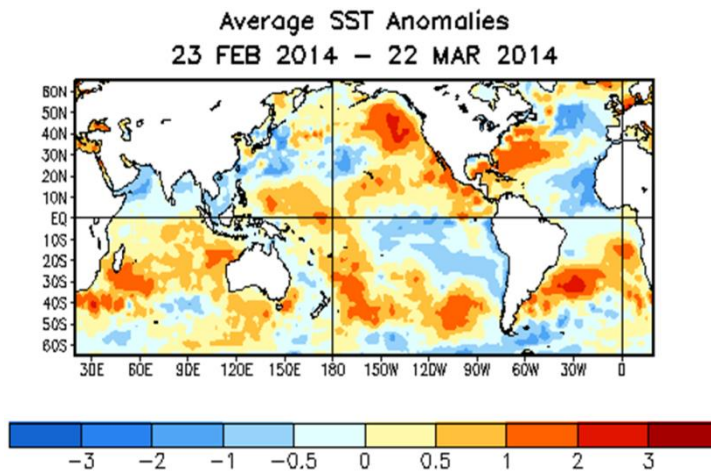 Average SST Anomalies
23 FEB 2014 – 22 MAR 2014
60N
50N
40N
30N
20N
10N
EQ
10S
20S
30S
40S
50S
60S
30E 60E 90E 120E 150E 180 150W 120W 90W 60W 30W 0
-3 -2 -1 -0.5 0 0.5 1 2 3